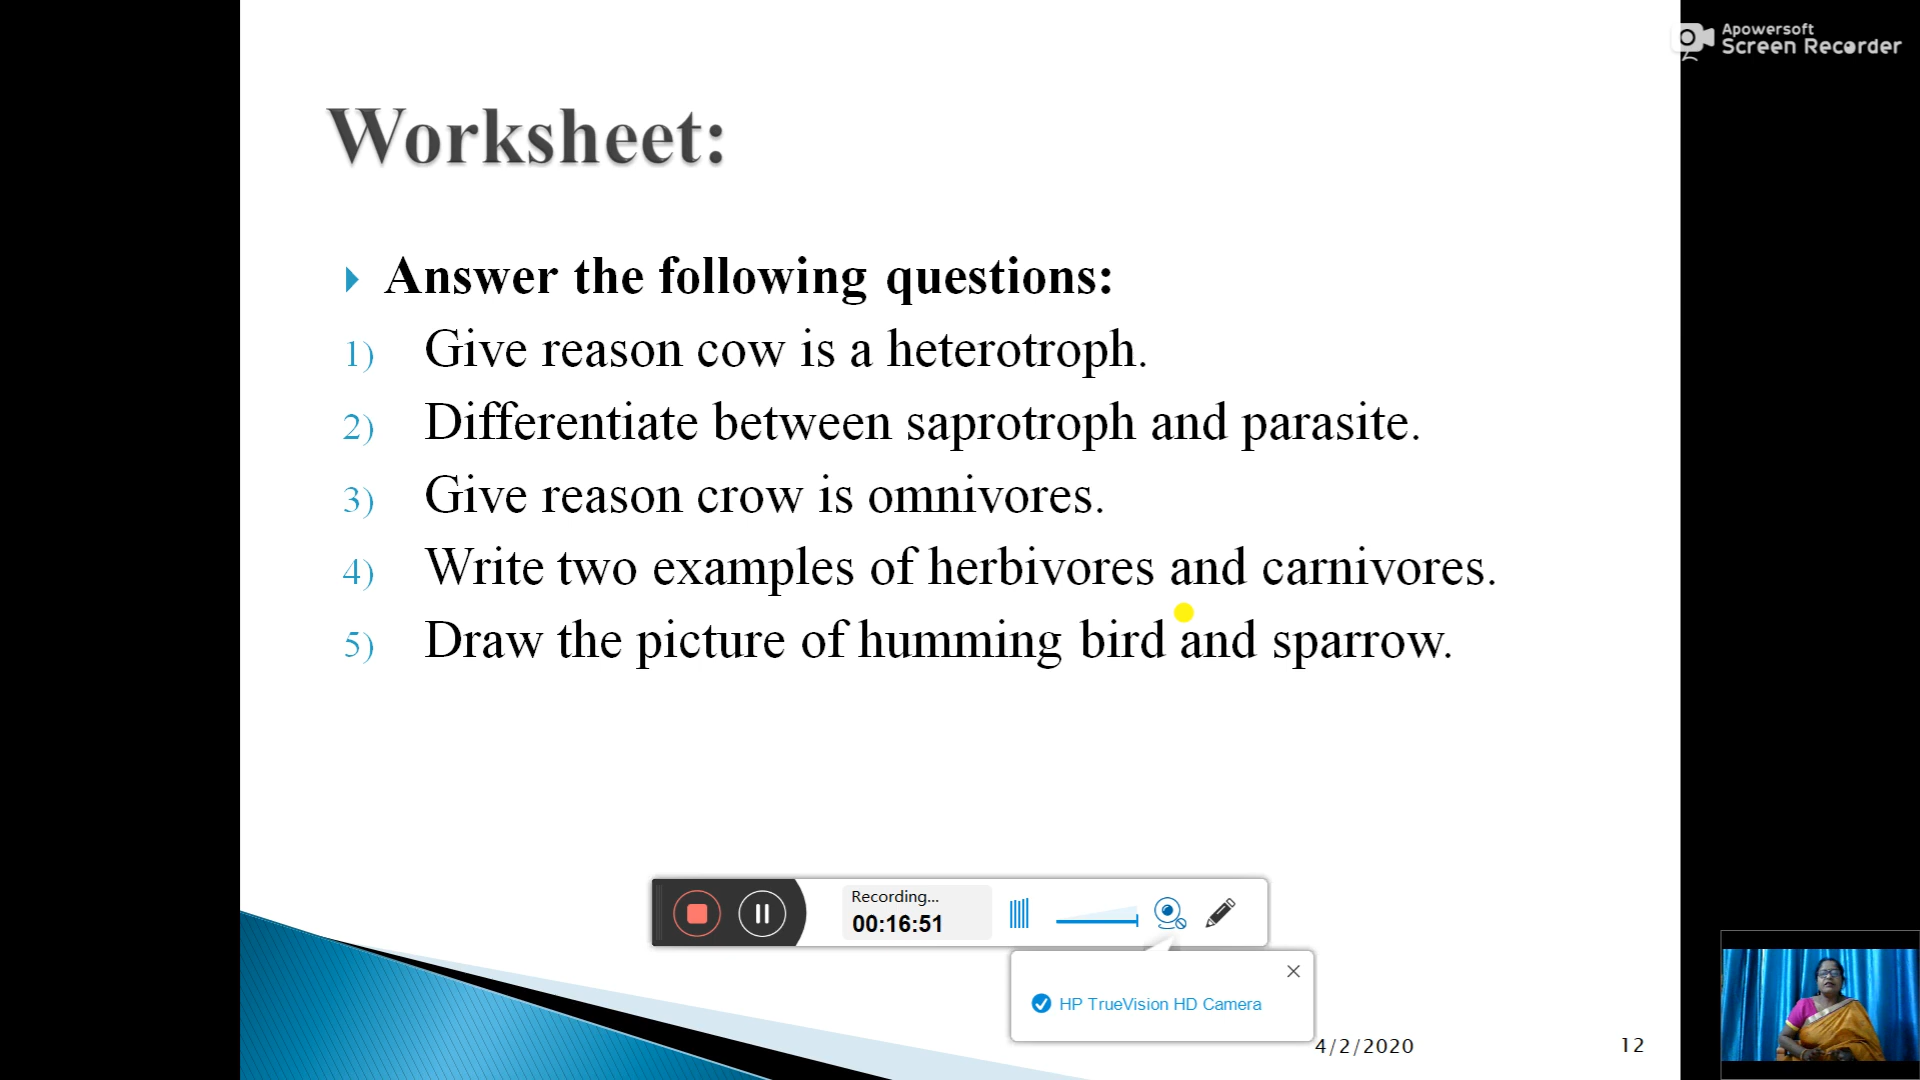 Apowersoft
Screen Recorder
Worksheet:
Answer the following questions:
1) Give reason cow is a heterotroph.
2) Differentiate between saprotroph and parasite.
3) Give reason crow is omnivores.
4) Write two examples of herbivores and carnivores.
5) Draw the picture of humming bird and sparrow.
Recording...
00:16:51
HP TrueVision HD Camera
4/2/2020
12